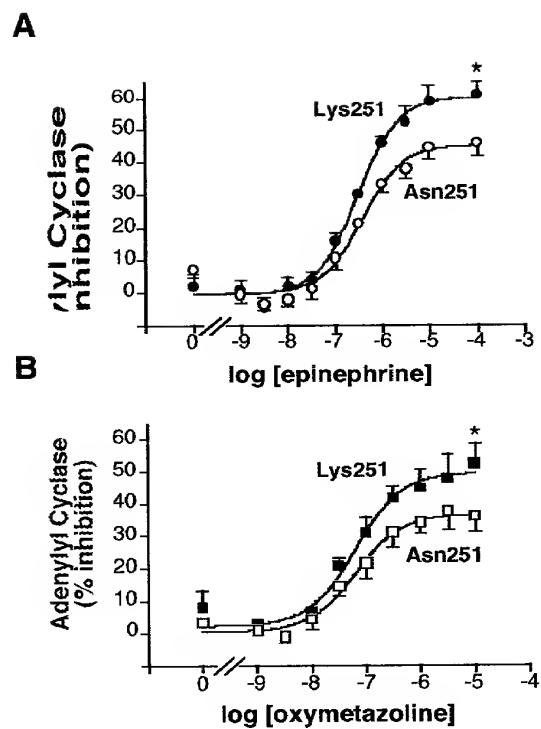 A
*
Lys251
60
50
40
30
20
10
0
Asn251
/lyl Cyclase
nhibition)
0 -9 -8 -7 -6 -5 -4 -3
log [epinephrine]
B
*
Lys251
60
50
40
30
20
10
0
Asn251
Adenylyl Cyclase
(% inhibition)
0 -9 -8 -7 -6 -5 -4
log [oxymetazoline]